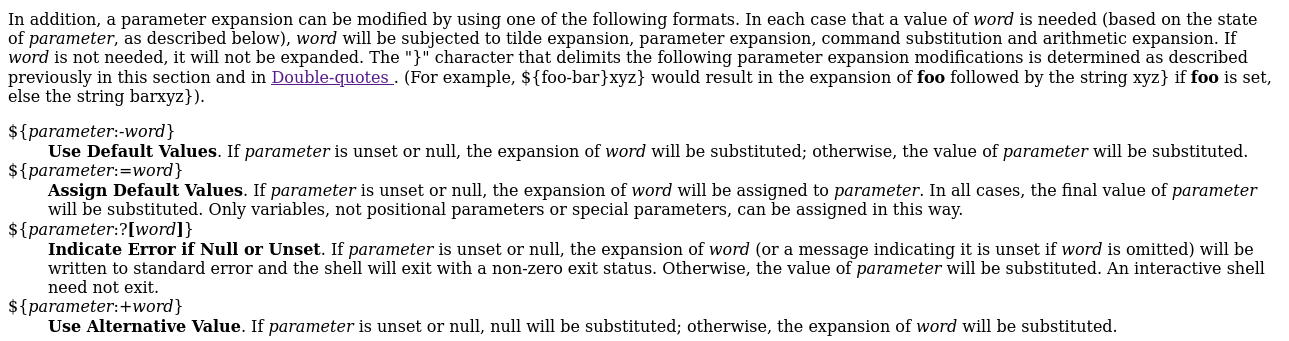 In addition, a parameter expansion can be modified by using one of the following formats. In each case that a value of word is needed (based on the state
of parameter, as described below), word will be subjected to tilde expansion, parameter expansion, command substitution and arithmetic expansion. If
word is not needed, it will not be expanded. The "}" character that delimits the following parameter expansion modifications is determined as described
previously in this section and in Double-quotes . (For example, ${foo-bar}xyz} would result in the expansion of foo followed by the string xyz} if foo is set,
else the string barxyz}).
${parameter:-word}
Use Default Values. If parameter is unset or null, the expansion of word will be substituted; otherwise, the value of parameter will be substituted.
${parameter:=word}
Assign Default Values. If parameter is unset or null, the expansion of word will be assigned to parameter. In all cases, the final value of parameter
will be substituted. Only variables, not positional parameters or special parameters, can be assigned in this way.
${parameter:?[word]}
Indicate Error if Null or Unset. If parameter is unset or null, the expansion of word (or a message indicating it is unset if word is omitted) will be
written to standard error and the shell will exit with a non-zero exit status. Otherwise, the value of parameter will be substituted. An interactive shell
need not exit.
${parameter:+word}
Use Alternative Value. If parameter is unset or null, null will be substituted; otherwise, the expansion of word will be substituted.